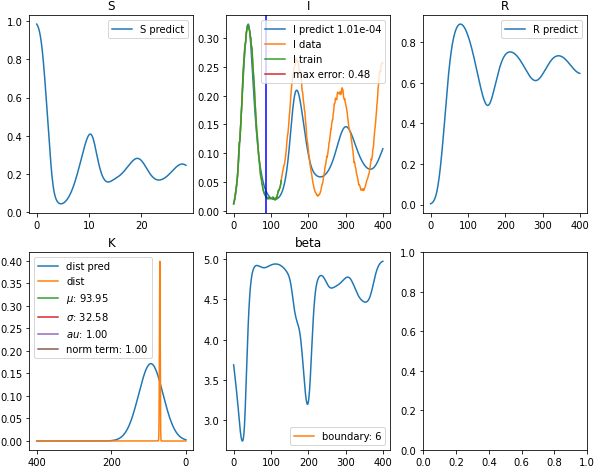 S
S predict
1.0
0.8
0.6
0.4
0.2
0.0
0 10 20
I
I predict 1.01e-04
I data
I train
max error: 0.48
0.30
0.25
0.20
0.15
0.10
0.05
0.00
0 100 200 300 400
R
R predict
0.8
0.6
0.4
0.2
0.0
0 100 200 300 400
K
dist pred
dist
μ: 93.95
σ: 32.58
au: 1.00
norm term: 1.00
0.40
0.35
0.30
0.25
0.20
0.15
0.10
0.05
0.00
400 200 0
beta
5.0
4.5
4.0
3.5
3.0
boundary: 6
0 100 200 300 400
1.0
0.8
0.6
0.4
0.2
0.0
0.0 0.2 0.4 0.6 0.8 1.0